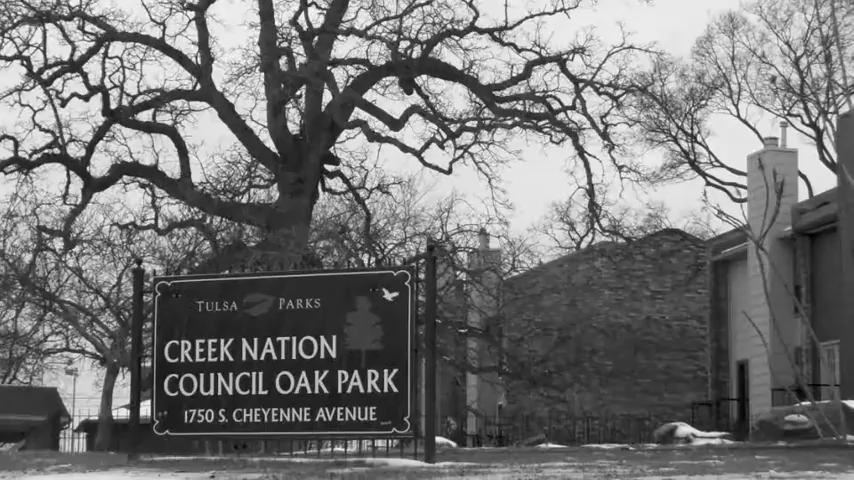 TULSA PARKS
CREEK NATION
COUNCIL OAK PARK
1750 S. CHEYENNE AVENUE